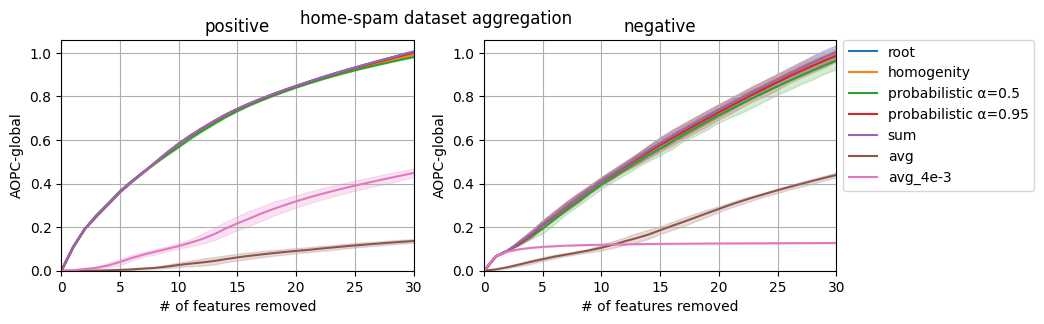 home-spam dataset aggregation
positive
negative
AOPC-global
1.0
0.8
0.6
0.4
0.2
0.0
0 5 10 15 20 25 30
# of features removed
AOPC-global
1.0
0.8
0.6
0.4
0.2
0.0
0 5 10 15 20 25 30
# of features removed
root
homogenity
probabilistic α=0.5
probabilistic α=0.95
sum
avg
avg_4e-3